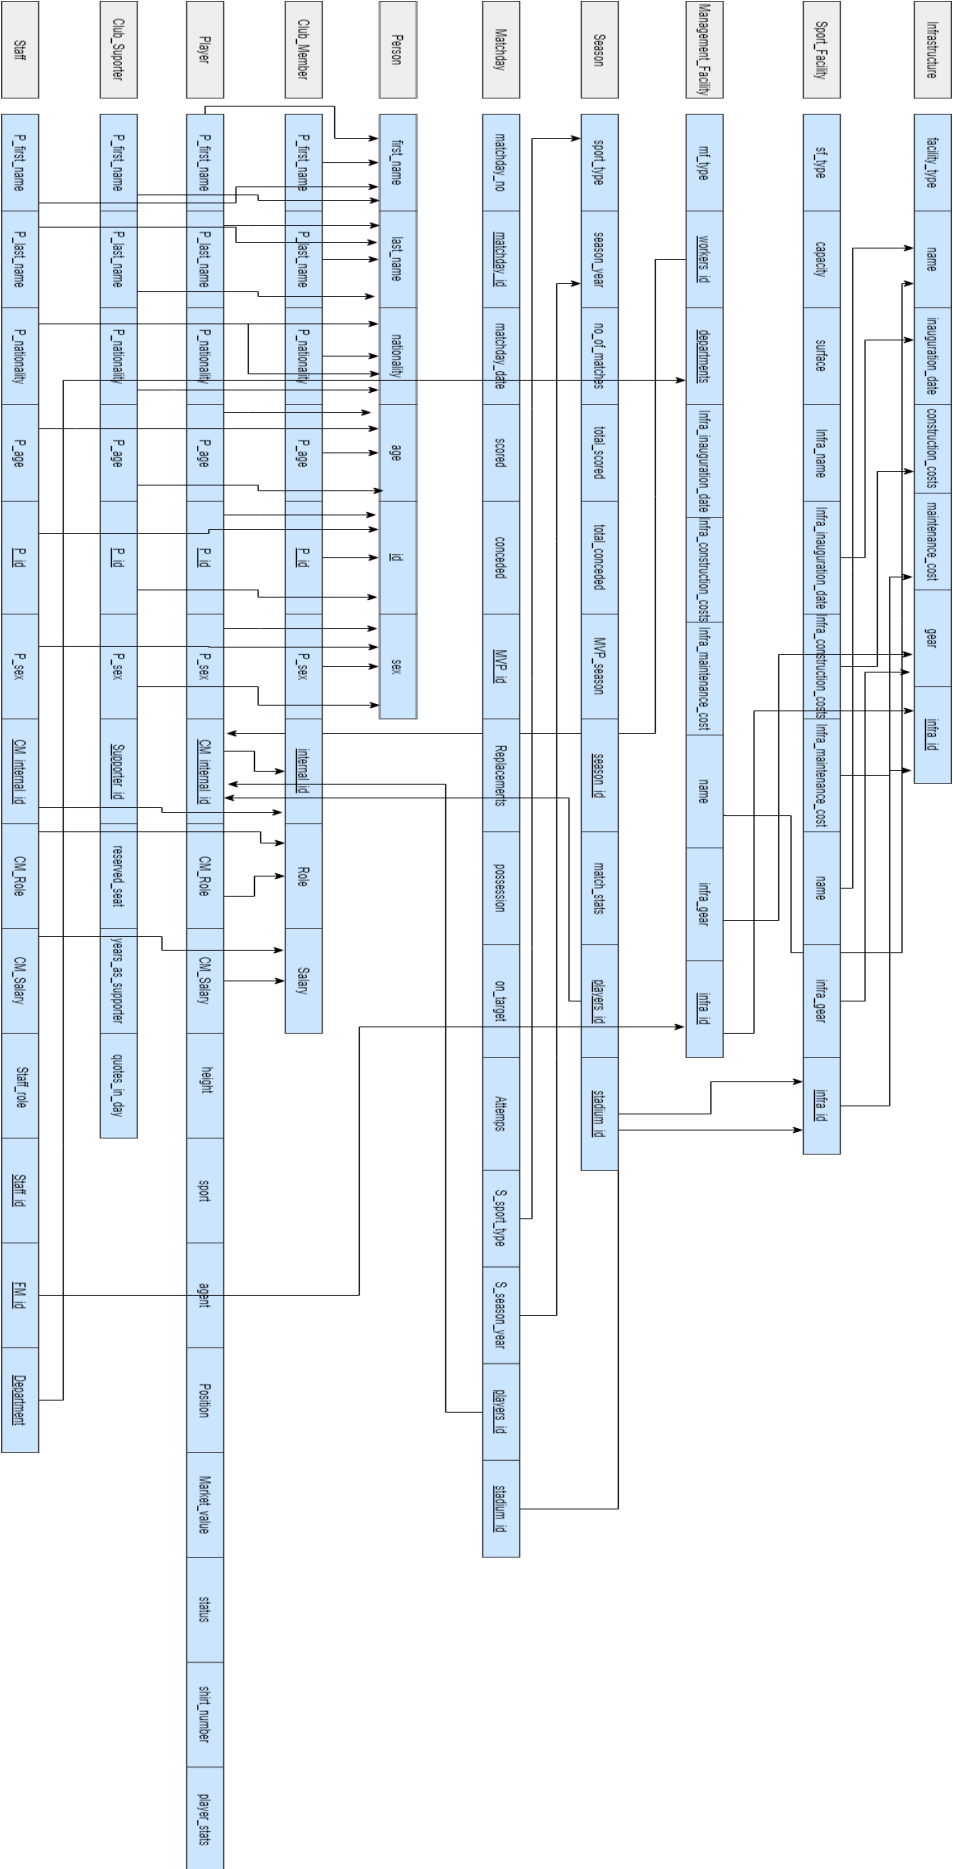 Infrastructure facility_type name inauguration_date construction_costs maintenance_cost gear infra_id
Sport_Facility sf_type capacity surface Infra_name Infra_inauguration_date Infra_construction_costs Infra_maintenance_cost name infra_gear infra_id
Management_Facility mf_type workers_id departments Infra_inauguration_date Infra_construction_costs Infra_maintenance_cost name infra_gear infra_id
Season sport_type season_year no_of_matches total_scored total_conceded MVP_season season_id match_stats players_id stadium_id
Matchday matchday_no matchday_id matchday_date scored conceded MVP_id Replacements possession on_target Attemps S_sport_type S_season_year players_id stadium_id
Person first_name last_name nationality age id sex
Club_Member P_first_name P_last_name P_nationality P_age P_id P_sex internal_id Role Salary
Player P_first_name P_last_name P_nationality P_age P_id P_sex CM_internal_id CM_Role CM_Salary height sport agent Position Market_value status shirt_number player_stats
Club_Suporter P_first_name P_last_name P_nationality P_age P_id P_sex Supporter_id reserved_seat years_as_supporter quotes_in_day
Staff P_first_name P_last_name P_nationality P_age P_id P_sex CM_internal_id CM_Role CM_Salary Staff_role Staff_id FM_id Department